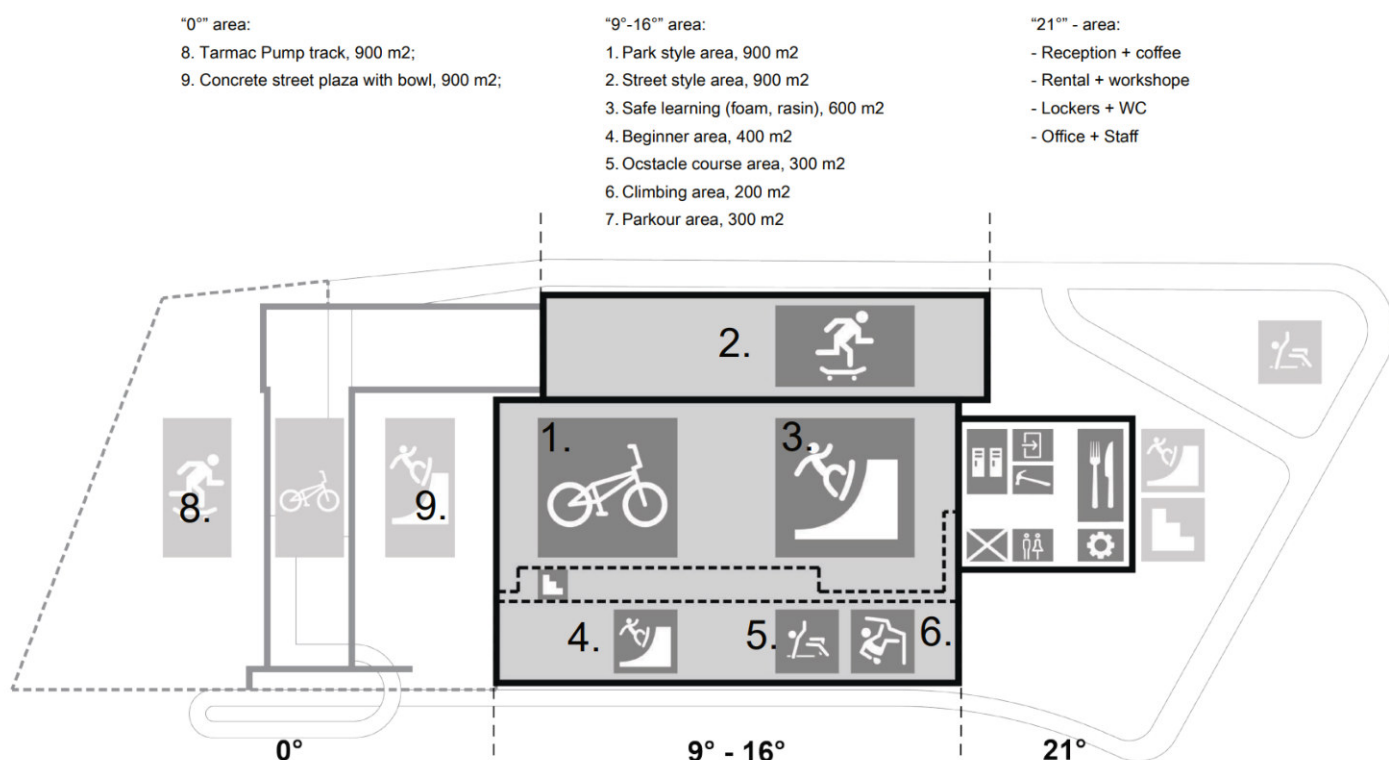 “0°” area:
8. Tarmac Pump track, 900 m2;
9. Concrete street plaza with bowl, 900 m2;
“9°-16°” area:
1. Park style area, 900 m2
2. Street style area, 900 m2
3. Safe learning (foam, rasin), 600 m2
4. Beginner area, 400 m2
5. Ocstacle course area, 300 m2
6. Climbing area, 200 m2
7. Parkour area, 300 m2
“21°” - area:
- Reception + coffee
- Rental + workshope
- Lockers + WC
- Office + Staff
2.
1.
3.
8.
9.
4.
5.
6.
0°
9° - 16°
21°